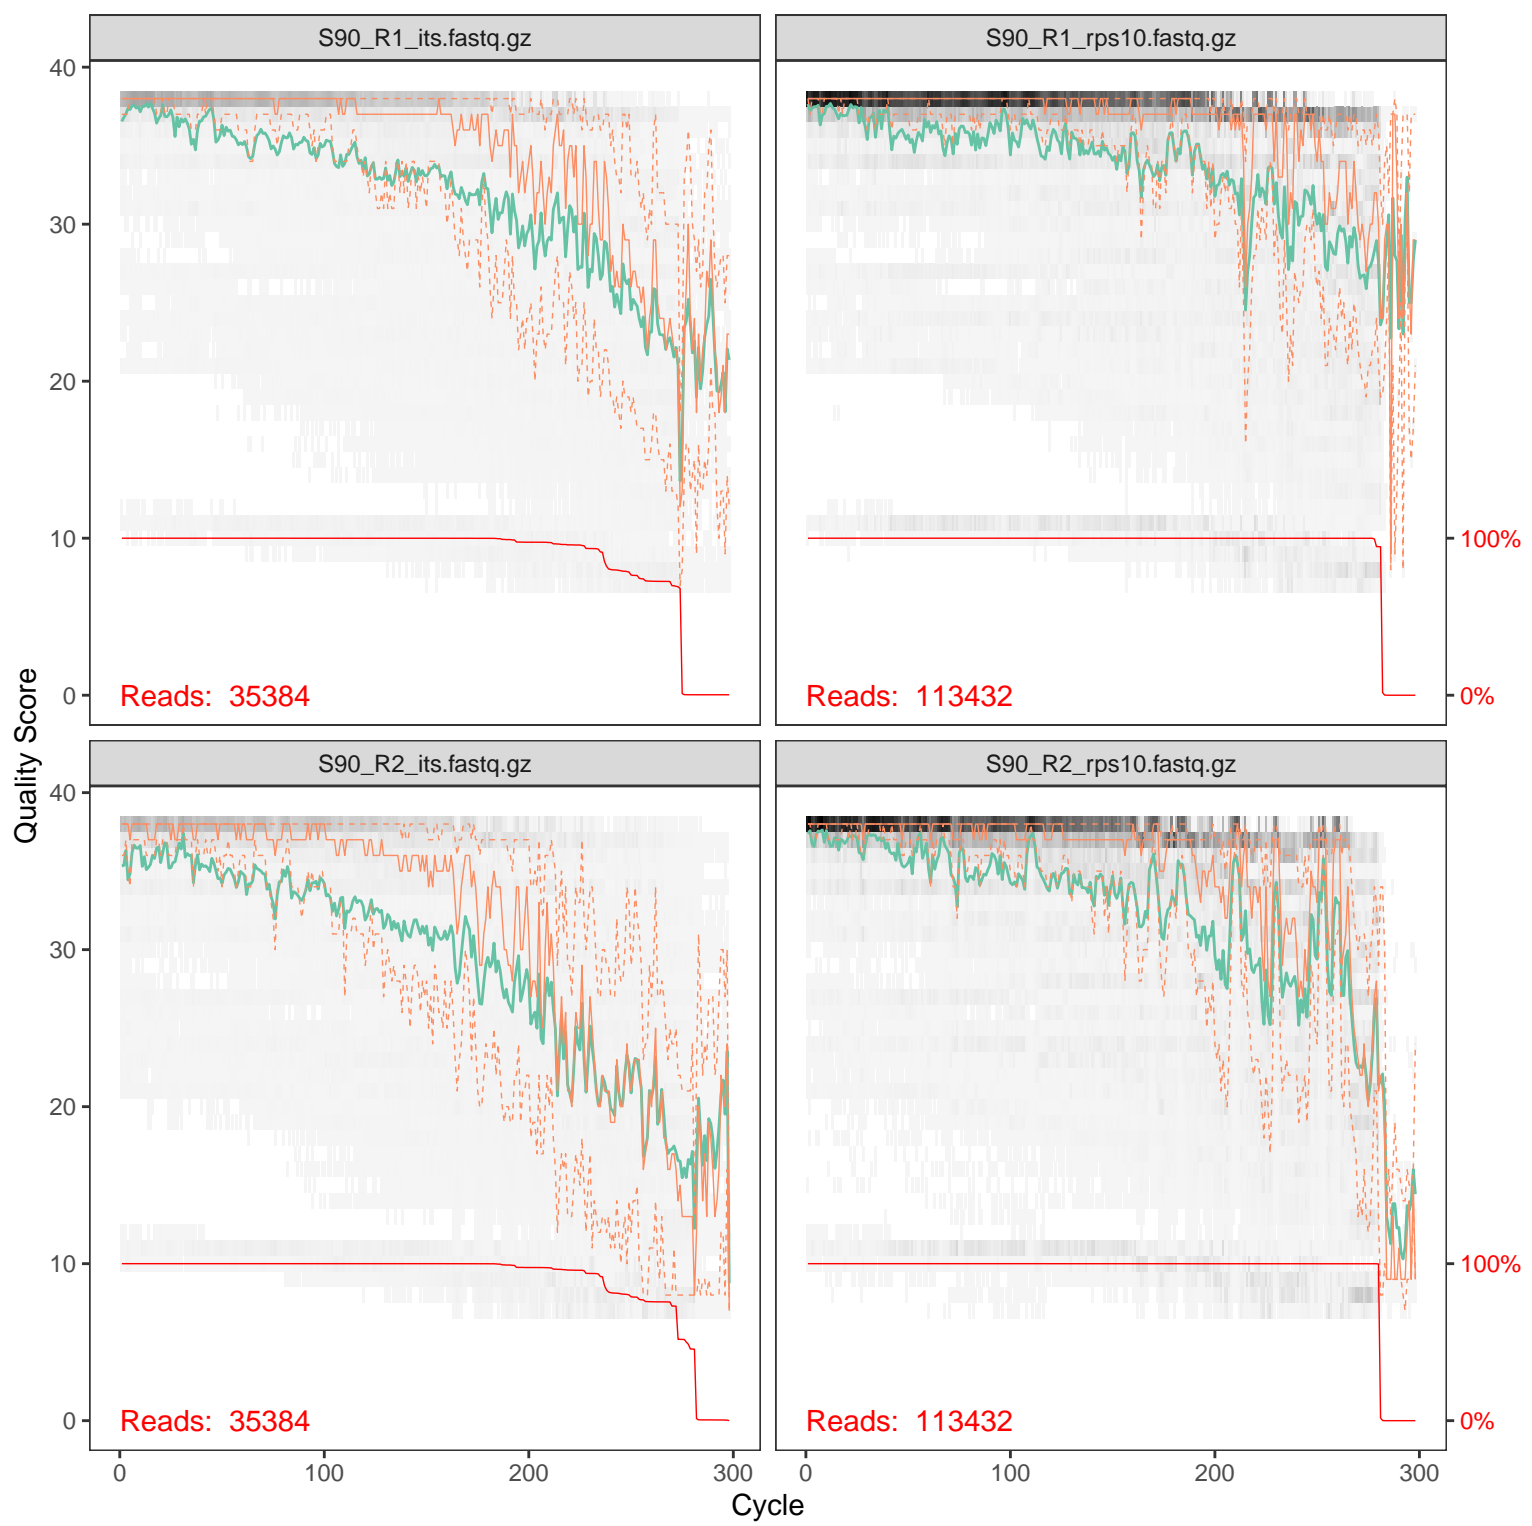 S90_R1_its.fastq.gz
S90_R1_rps10.fastq.gz
40
30
20
10
0
100%
0%
Reads: 35384
Reads: 113432
Quality Score
S90_R2_its.fastq.gz
S90_R2_rps10.fastq.gz
40
30
20
10
0
100%
0%
Reads: 35384
Reads: 113432
0 100 200 300
0 100 200 300
Cycle